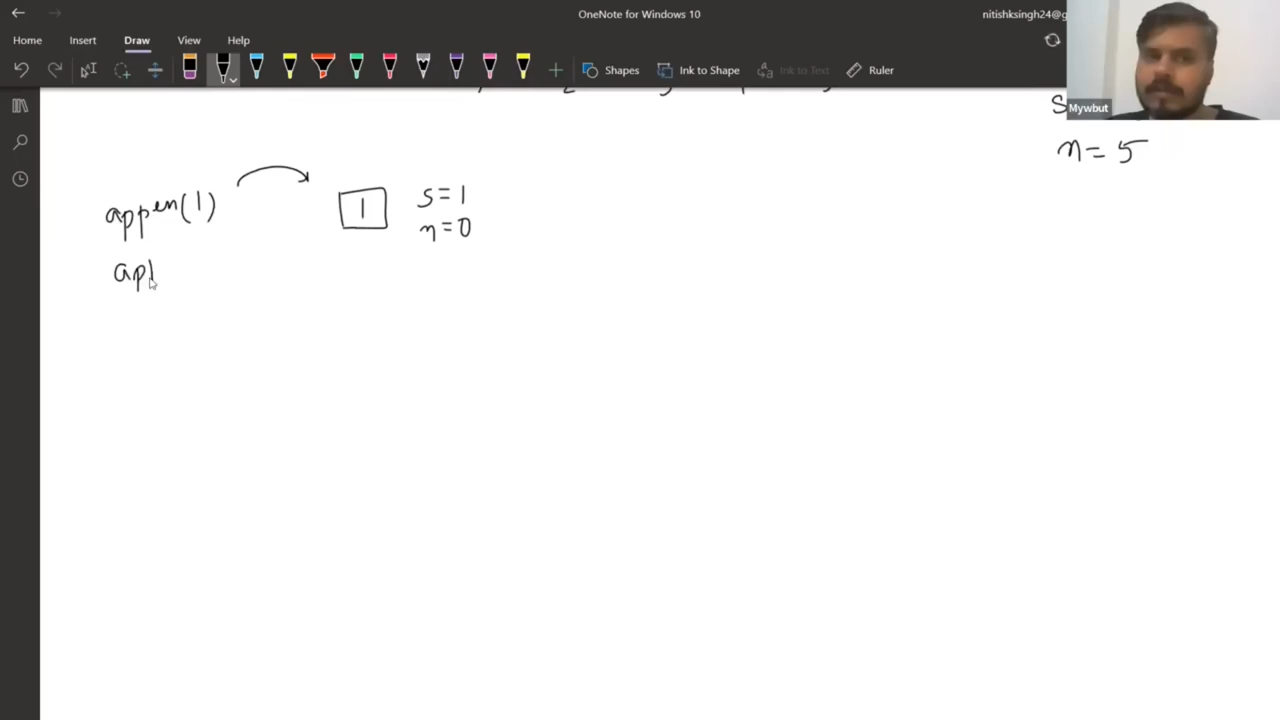 OneNote for Windows 10
nitishksingh24@g
Home Insert Draw View Help
Shapes Ink to Shape Ink to Text Ruler
Mywbut
S
n = 5
appen(1)
1
s = 1
n = 0
ap